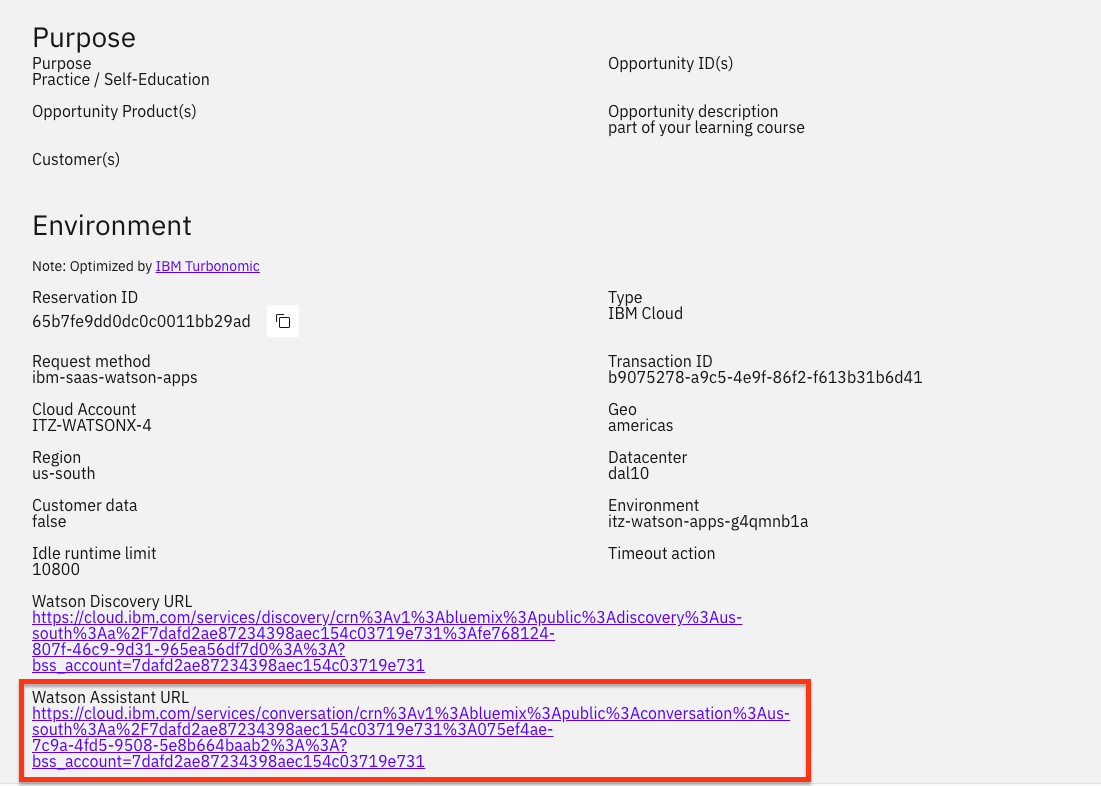 Purpose
Purpose
Practice / Self-Education
Opportunity ID(s)
Opportunity Product(s)
Opportunity description
part of your learning course
Customer(s)
Environment
Note: Optimized by IBM Turbonomic
Reservation ID
65b7fe9dd0dc0c0011bb29ad
Type
IBM Cloud
Request method
ibm-saas-watson-apps
Transaction ID
b9075278-a9c5-4e9f-86f2-f613b31b6d41
Cloud Account
ITZ-WATSONX-4
Geo
americas
Region
us-south
Datacenter
dal10
Customer data
false
Environment
itz-watson-apps-g4qmnb1a
Idle runtime limit
10800
Timeout action
Watson Discovery URL
https://cloud.ibm.com/services/discovery/crn%3Av1%3Abluemix%3Apublic%3Adiscovery%3Aus-
south%3Aa%2F7dafd2ae87234398aec154c03719e731%3Afe768124-
807f-46c9-9d31-965ea56df7d0%3A%3A?
bss_account=7dafd2ae87234398aec154c03719e731
Watson Assistant URL
https://cloud.ibm.com/services/conversation/crn%3Av1%3Abluemix%3Apublic%3Aconversation%3Aus-
south%3Aa%2F7dafd2ae87234398aec154c03719e731%3A075ef4ae-
7c9a-4fd5-9508-5e8b664baab2%3A%3A?
bss_account=7dafd2ae87234398aec154c03719e731